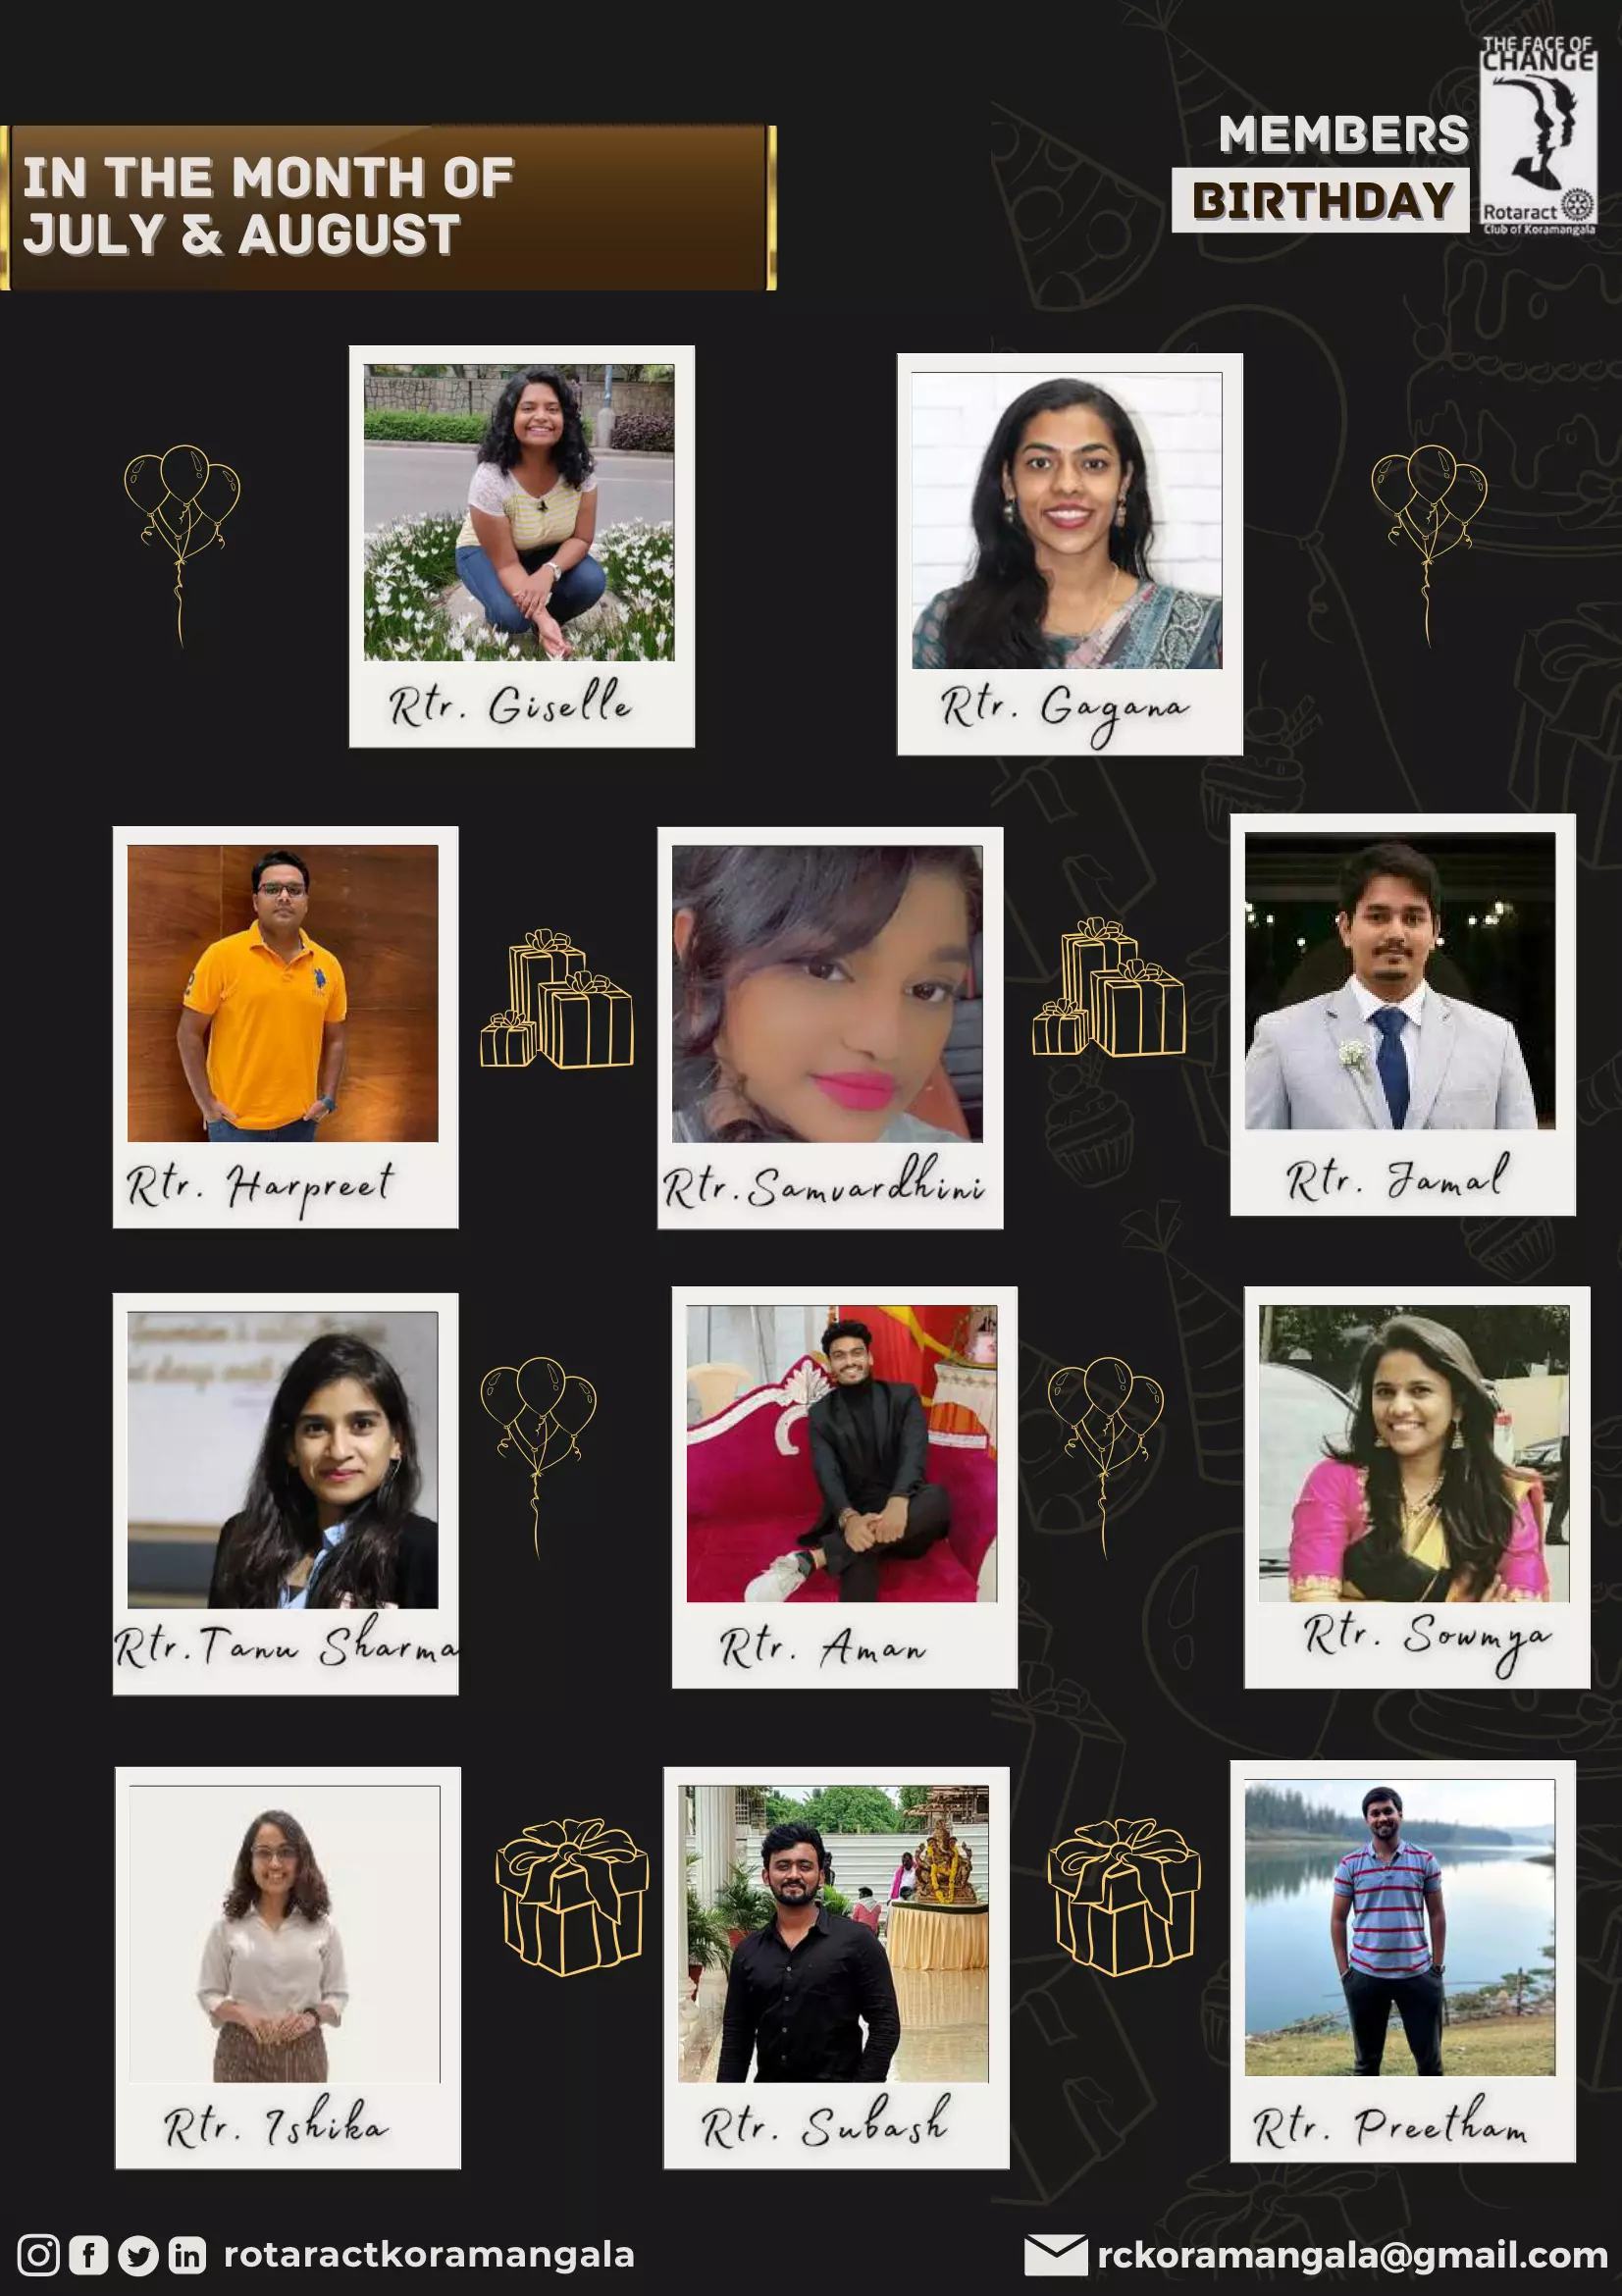 THE FACE OF
CHANGE
Rotaract
Club of Koramangala
MEMBERS
BIRTHDAY
IN THE MONTH OF
JULY & AUGUST
Rtr. Giselle
Rtr. Gagana
Rtr. Harpreet
Rtr. Samvardhini
Rtr. Jamal
Rtr. Tanu Sharma
Rtr. Aman
Rtr. Sowmya
Rtr. Ishika
Rtr. Subash
Rtr. Preetham
rotaractkoramangala
rckoramangala@gmail.com